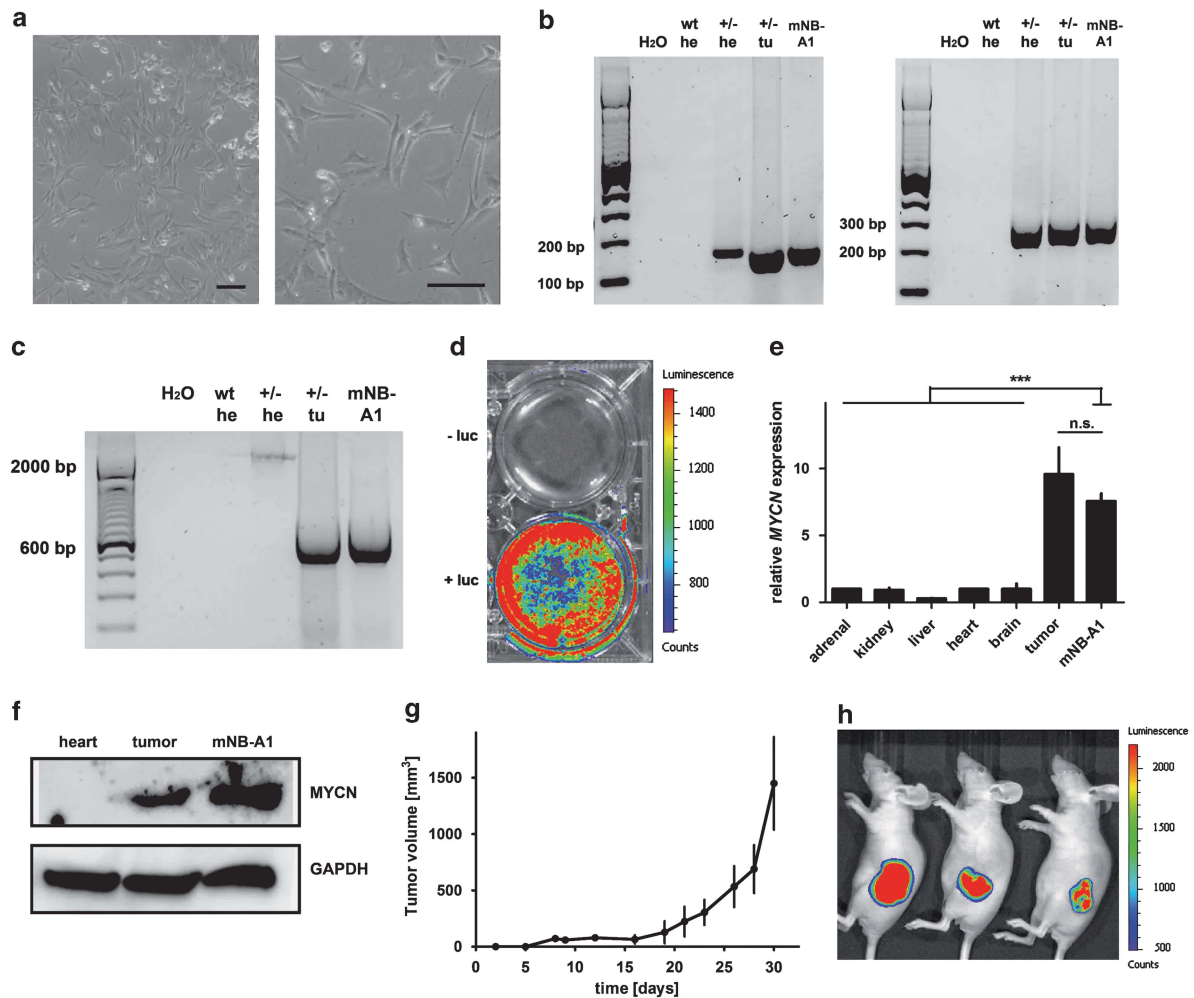 a
b
H2O wt he +/- he +/- tu mNB-A1
200 bp
100 bp
H2O wt he +/- he +/- tu mNB-A1
300 bp
200 bp
c
H2O wt he +/- he +/- tu mNB-A1
2000 bp
600 bp
d
- luc
+ luc
Luminescence
1400
1200
1000
800
Counts
e
relative MYCN expression
10
5
0
***
n.s.
adrenal
kidney
liver
heart
brain
tumor
mNB-A1
f
heart tumor mNB-A1
MYCN
GAPDH
g
Tumor volume [mm³]
1500
1000
500
0
0 5 10 15 20 25 30
time [days]
h
Luminescence
2000
1500
1000
500
Counts